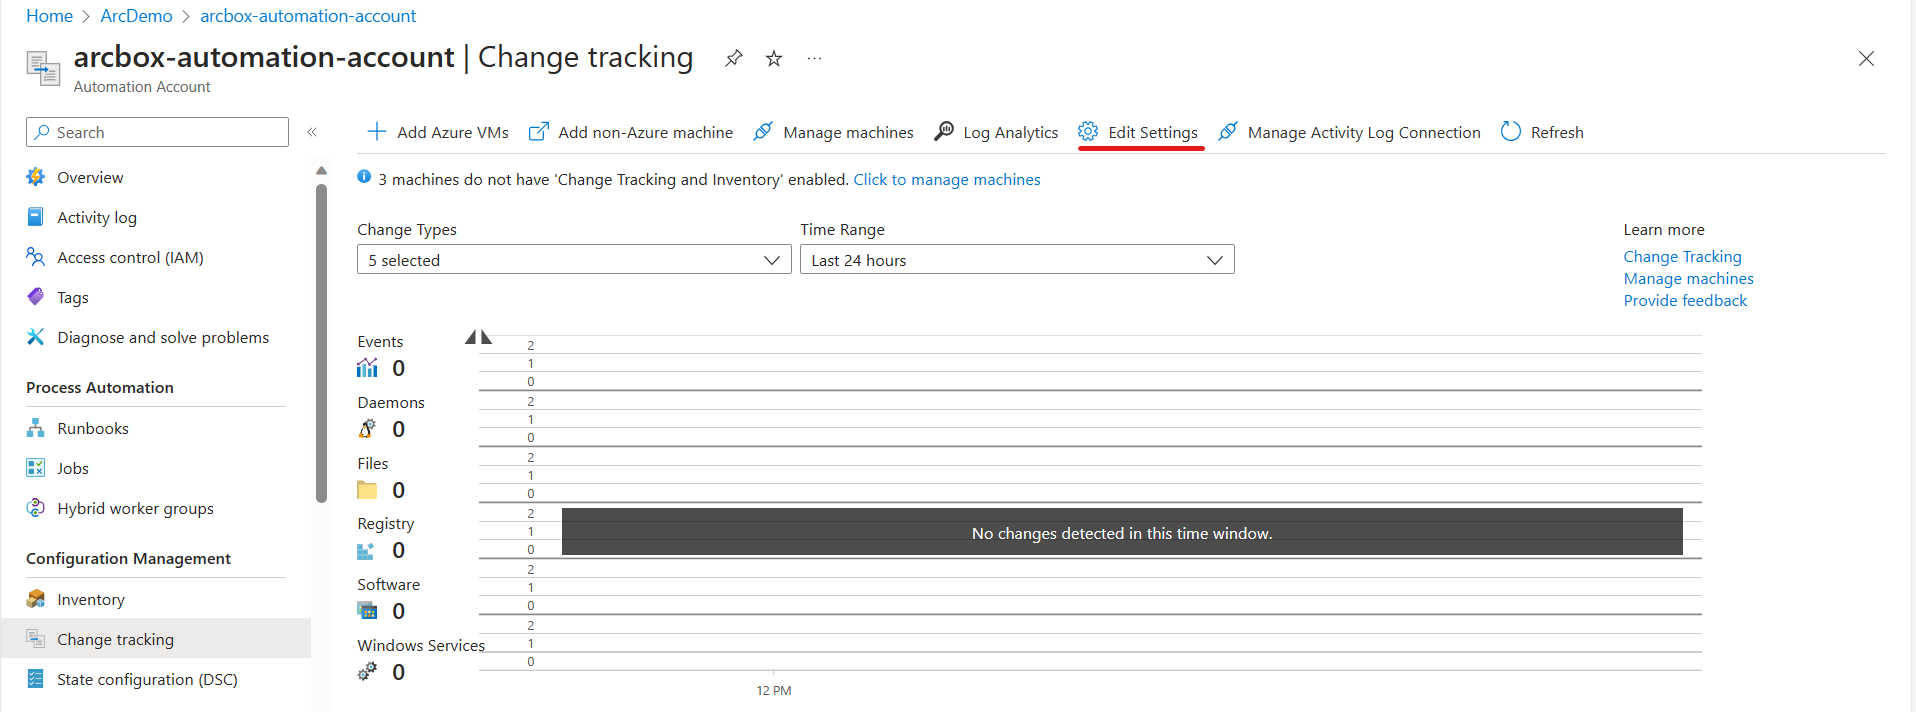 Home > ArcDemo > arcbox-automation-account
arcbox-automation-account | Change tracking
Automation Account
Search
Overview
Activity log
Access control (IAM)
Tags
Diagnose and solve problems
Process Automation
Runbooks
Jobs
Hybrid worker groups
Configuration Management
Inventory
Change tracking
State configuration (DSC)
Add Azure VMs Add non-Azure machine Manage machines Log Analytics Edit Settings Manage Activity Log Connection Refresh
3 machines do not have 'Change Tracking and Inventory' enabled. Click to manage machines
Change Types Time Range
5 selected Last 24 hours
Learn more
Change Tracking
Manage machines
Provide feedback
Events
0
2
1
0
Daemons
0
2
1
0
Files
0
2
1
0
Registry
0
2
1
0
No changes detected in this time window.
Software
0
2
1
0
Windows Services
0
2
1
0
12 PM